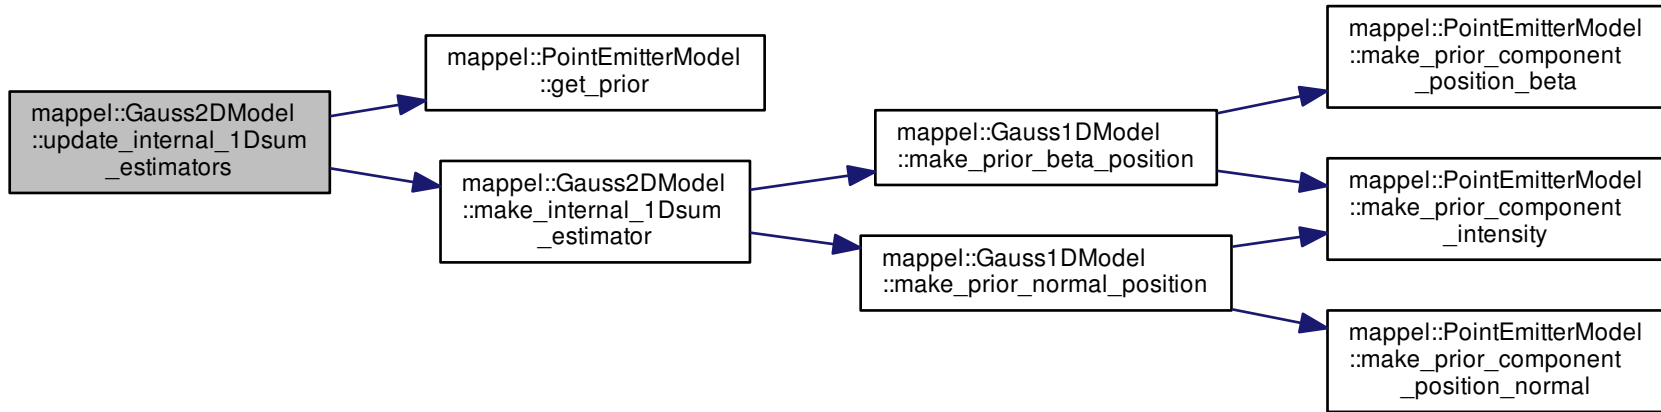 mappel::Gauss2DModel
::update_internal_1Dsum
_estimators
mappel::PointEmitterModel
::get_prior
mappel::Gauss2DModel
::make_internal_1Dsum
_estimator
mappel::Gauss1DModel
::make_prior_beta_position
mappel::Gauss1DModel
::make_prior_normal_position
mappel::PointEmitterModel
::make_prior_component
_position_beta
mappel::PointEmitterModel
::make_prior_component
_intensity
mappel::PointEmitterModel
::make_prior_component
_position_normal